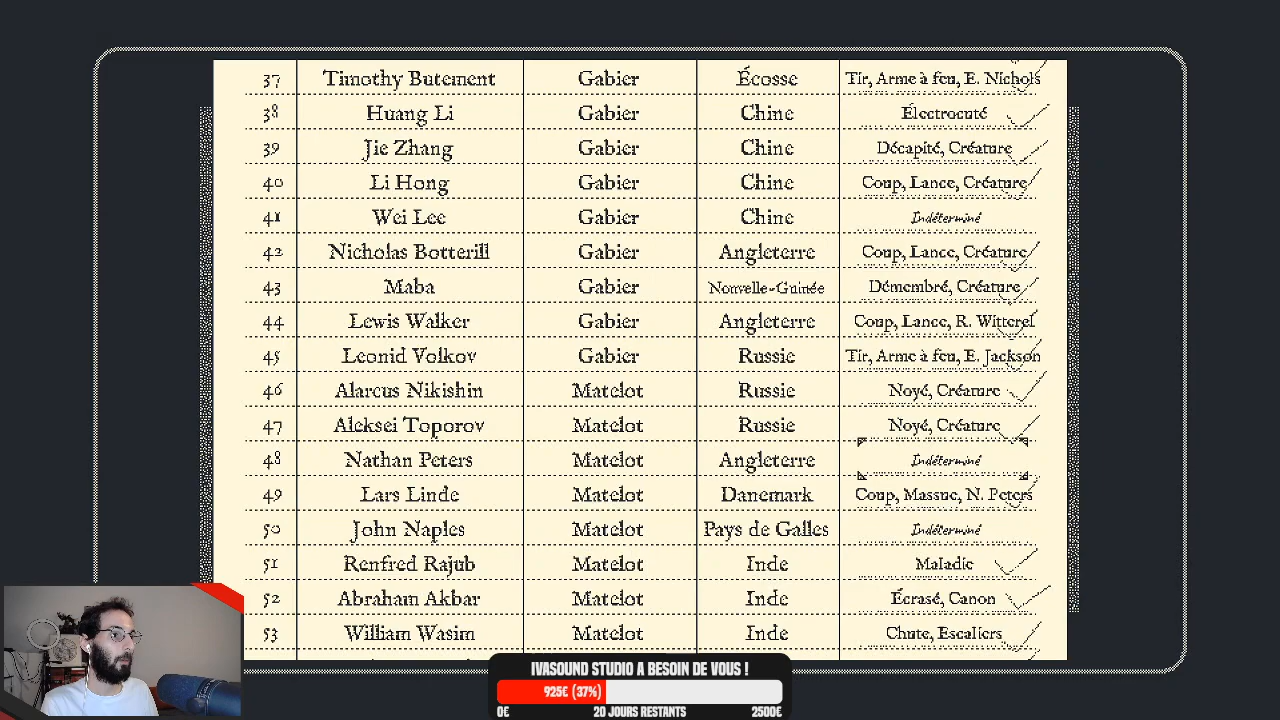 37 Timothy Butement Gabier Écosse Tir, Arme à feu, E. Nichols
38 Huang Li Gabier Chine Électrocuté
39 Jie Zhang Gabier Chine Décapité, Créature
40 Li Hong Gabier Chine Coup, Lance, Créature
41 Wei Lee Gabier Chine Indéterminé
42 Nicholas Botterill Gabier Angleterre Coup, Lance, Créature
43 Maba Gabier Nouvelle-Guinée Démembré, Créature
44 Lewis Walker Gabier Angleterre Coup, Lance, R. Witterel
45 Leonid Volkov Gabier Russie Tir, Arme à feu, E. Jackson
46 Alarcus Nikishin Matelot Russie Noyé, Créature
47 Aleksei Toporov Matelot Russie Noyé, Créature
48 Nathan Peters Matelot Angleterre Indéterminé
49 Lars Linde Matelot Danemark Coup, Massue, N. Peters
50 John Naples Matelot Pays de Galles Indéterminé
51 Renfred Rajub Matelot Inde Maladie
52 Abraham Akbar Matelot Inde Écrasé, Canon
53 William Wasim Matelot Inde Chute, Escaliers
IVASOUND STUDIO A BESOIN DE VOUS !
925€ (37%)
0€ 20 JOURS RESTANTS 2500€